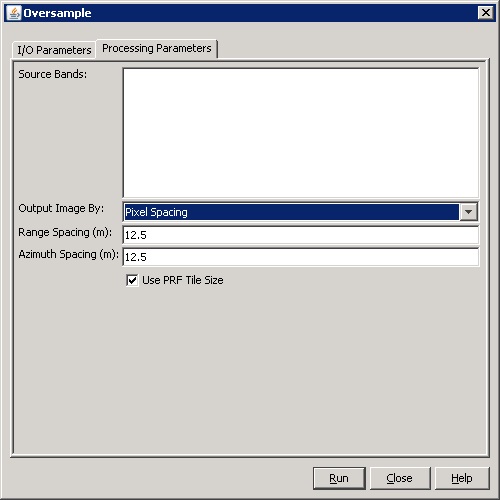 Oversample
I/O Parameters Processing Parameters
Source Bands:
Output Image By: Pixel Spacing
Range Spacing (m): 12.5
Azimuth Spacing (m): 12.5
Use PRF Tile Size
Run Close Help